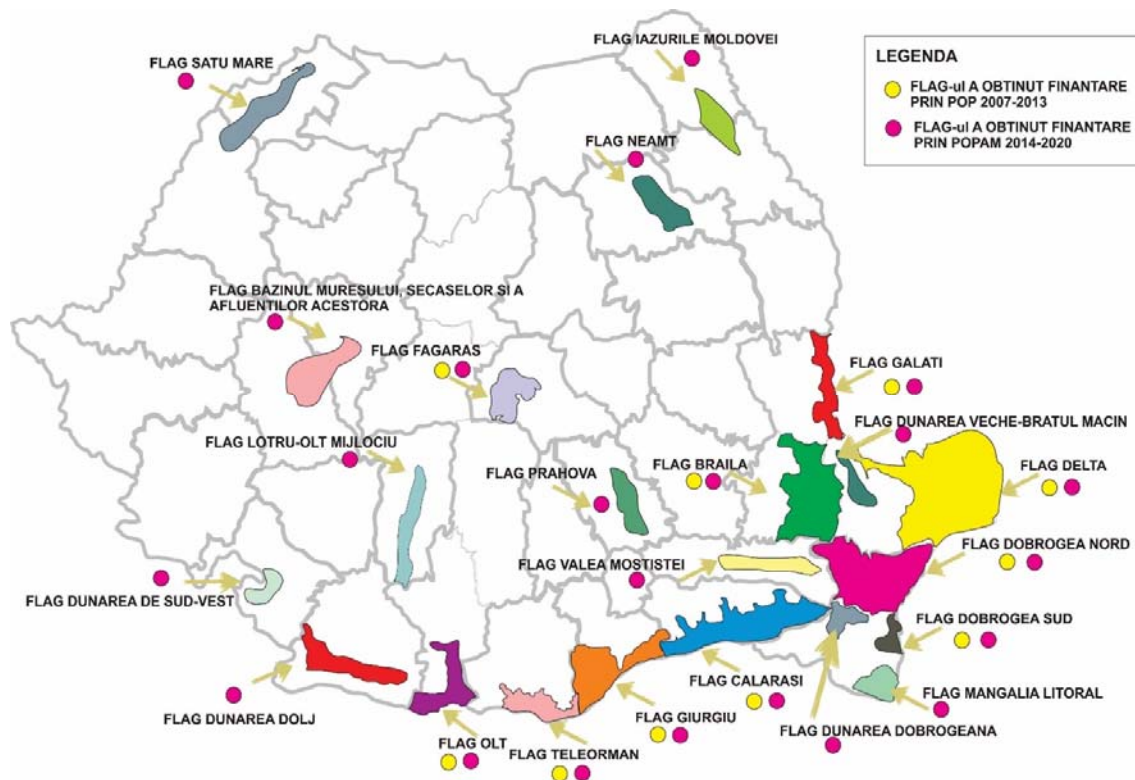 FLAG IAZURILE MOLDOVEI
FLAG SATU MARE
LEGENDA
FLAG-ul A OBTINUT FINANTARE
PRIN POP 2007-2013
FLAG-ul A OBTINUT FINANTARE
PRIN POPAM 2014-2020
FLAG NEAMT
FLAG BAZINUL MURESULUI, SECASELOR SI A
AFLUENTILOR ACESTORA
FLAG FAGARAS
FLAG GALATI
FLAG DUNAREA VECHE-BRATUL MACIN
FLAG LOTRU-OLT MIJLOCIU
FLAG PRAHOVA
FLAG BRAILA
FLAG DELTA
FLAG DOBROGEA NORD
FLAG VALEA MOSTISTEI
FLAG DUNAREA DE SUD-VEST
FLAG DOBROGEA SUD
FLAG CALARASI
FLAG MANGALIA LITORAL
FLAG DUNAREA DOLJ
FLAG GIURGIU
FLAG DUNAREA DOBROGEANA
FLAG OLT
FLAG TELEORMAN